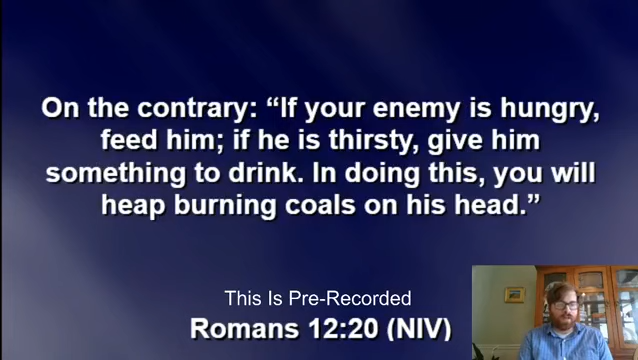 On the contrary: “If your enemy is hungry,
feed him; if he is thirsty, give him
something to drink. In doing this, you will
heap burning coals on his head.”
This Is Pre-Recorded
Romans 12:20 (NIV)